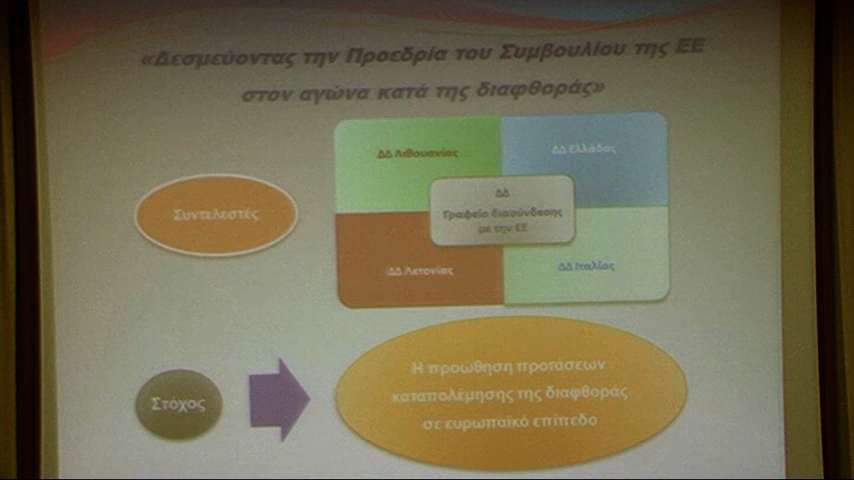 «Δεσμεύοντας την Προεδρία του Συμβουλίου της ΕΕ
στον αγώνα κατά της διαφθοράς»
ΔΔ Λιθουανίας
ΔΔ Ελλάδας
Συντελεστές
ΔΔ
Γραφείο διασύνδεσης
με την ΕΕ
ΔΔ Λετονίας
ΔΔ Ιταλίας
Στόχος
Η προώθηση προτάσεων
καταπολέμησης της διαφθοράς
σε ευρωπαϊκό επίπεδο